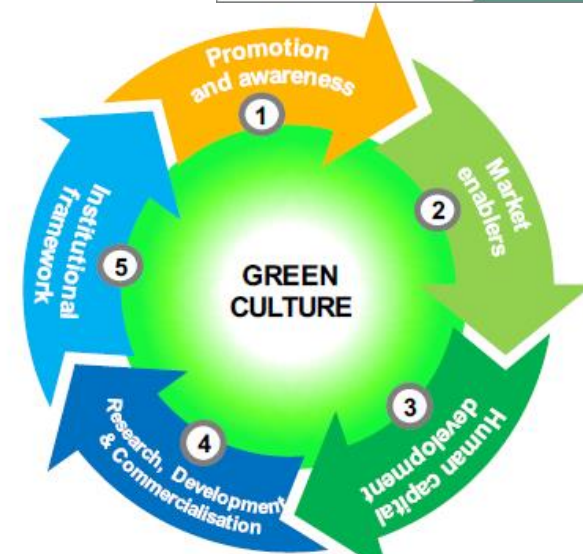 Promotion
and awareness
1
Market
enablers
2
Human capital
development
3
Research, Development
& Commercialisation
4
Institutional
framework
5
GREEN
CULTURE